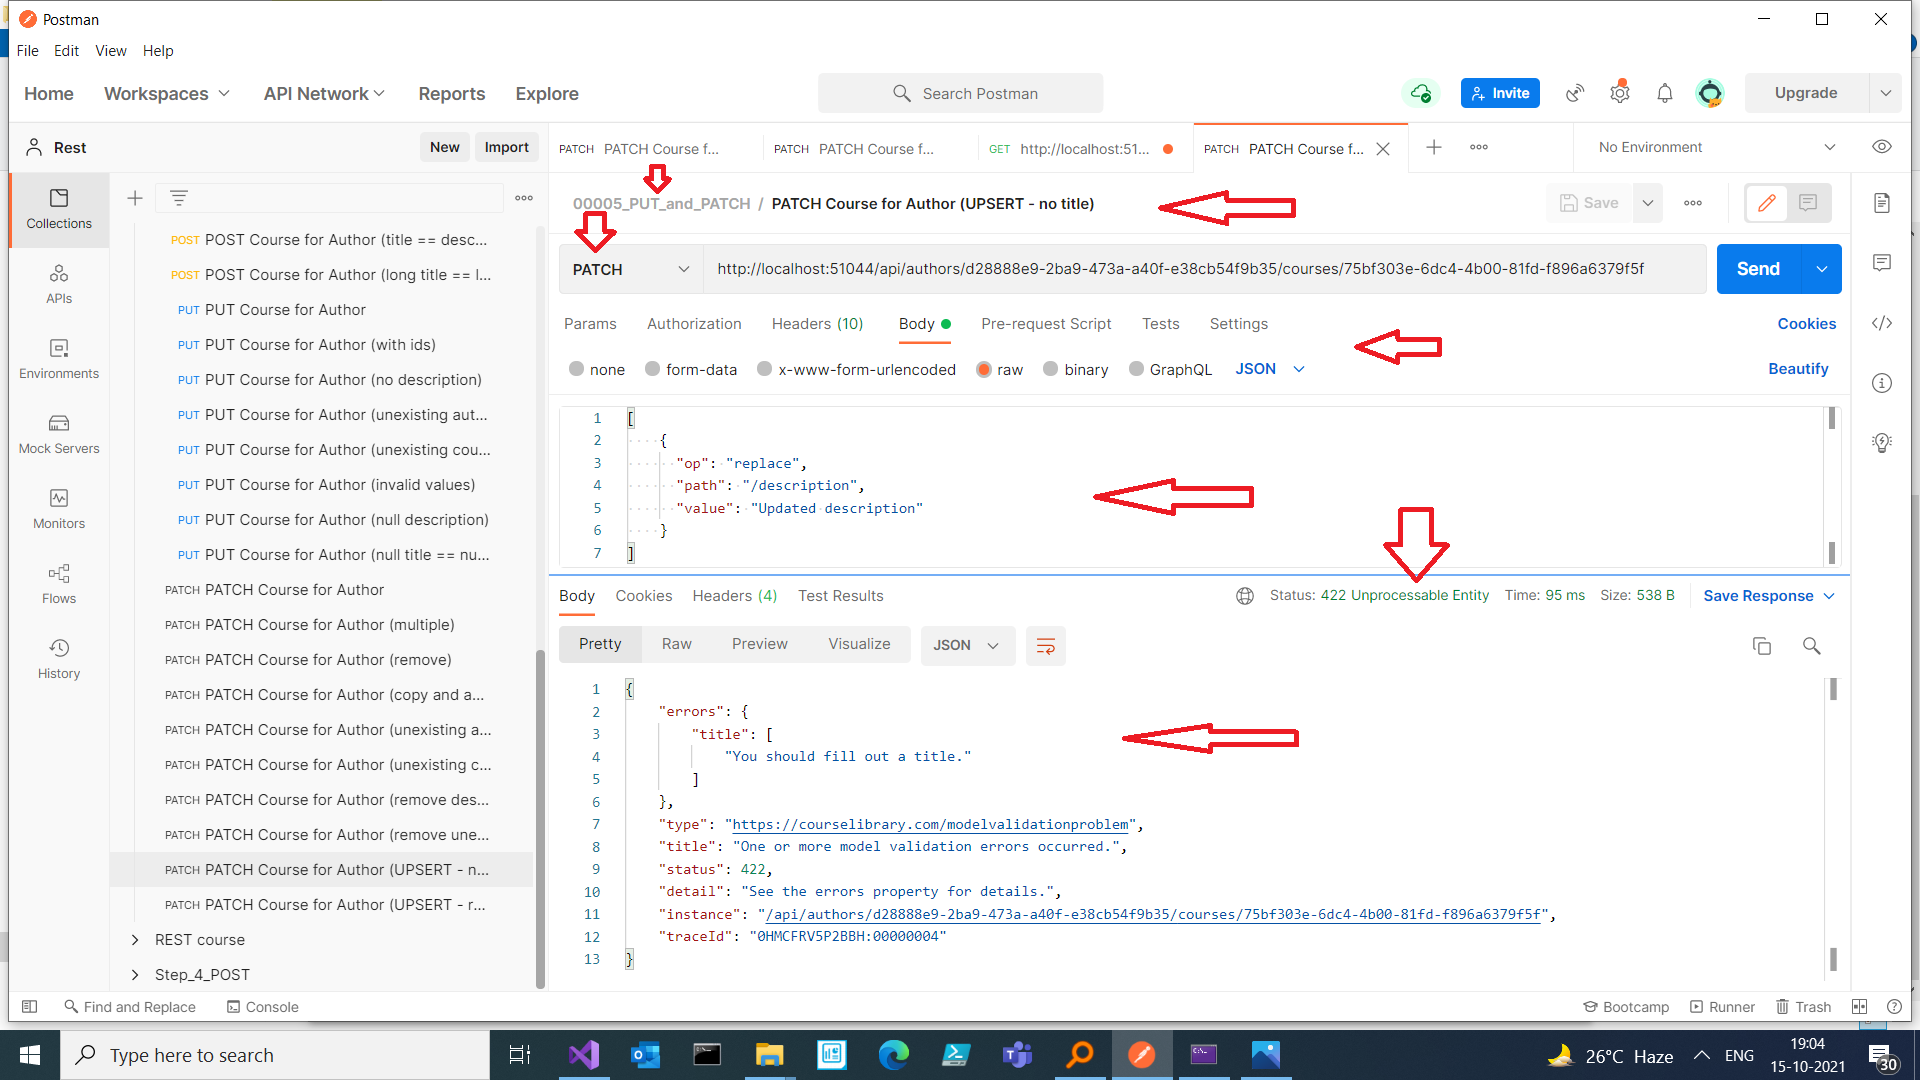 Postman
File Edit View Help
Home Workspaces API Network Reports Explore Search Postman Invite Upgrade
Rest New Import
PATCH PATCH Course f... PATCH PATCH Course f... GET http://localhost:51... PATCH PATCH Course f... No Environment
00005_PUT_and_PATCH / PATCH Course for Author (UPSERT - no title) Save
PATCH http://localhost:51044/api/authors/d28888e9-2ba9-473a-a40f-e38cb54f9b35/courses/75bf303e-6dc4-4b00-81fd-f896a6379f5f Send
Params Authorization Headers (10) Body Pre-request Script Tests Settings Cookies
none form-data x-www-form-urlencoded raw binary GraphQL JSON Beautify
1 [
2 {
3 "op": "replace",
4 "path": "/description",
5 "value": "Updated description"
6 }
7 ]
Body Cookies Headers (4) Test Results Status: 422 Unprocessable Entity Time: 95 ms Size: 538 B Save Response
Pretty Raw Preview Visualize JSON
1 {
2 "errors": {
3 "title": [
4 "You should fill out a title."
5 ]
6 },
7 "type": "https://courselibrary.com/modelvalidationproblem",
8 "title": "One or more model validation errors occurred.",
9 "status": 422,
10 "detail": "See the errors property for details.",
11 "instance": "/api/authors/d28888e9-2ba9-473a-a40f-e38cb54f9b35/courses/75bf303e-6dc4-4b00-81fd-f896a6379f5f",
12 "traceId": "0HMCFRV5P2BBH:00000004"
13 }
Collections
APIs
Environments
Mock Servers
Monitors
Flows
History
POST POST Course for Author (title == desc...
POST POST Course for Author (long title == l...
PUT PUT Course for Author
PUT PUT Course for Author (with ids)
PUT PUT Course for Author (no description)
PUT PUT Course for Author (unexisting aut...
PUT PUT Course for Author (unexisting cou...
PUT PUT Course for Author (invalid values)
PUT PUT Course for Author (null description)
PUT PUT Course for Author (null title == nu...
PATCH PATCH Course for Author
PATCH PATCH Course for Author (multiple)
PATCH PATCH Course for Author (remove)
PATCH PATCH Course for Author (copy and a...
PATCH PATCH Course for Author (unexisting a...
PATCH PATCH Course for Author (unexisting c...
PATCH PATCH Course for Author (remove des...
PATCH PATCH Course for Author (remove une...
PATCH PATCH Course for Author (UPSERT - n...
PATCH PATCH Course for Author (UPSERT - r...
REST course
Step_4_POST
Find and Replace Console Bootcamp Runner Trash
Type here to search 26°C Haze ENG 19:04
15-10-2021 30